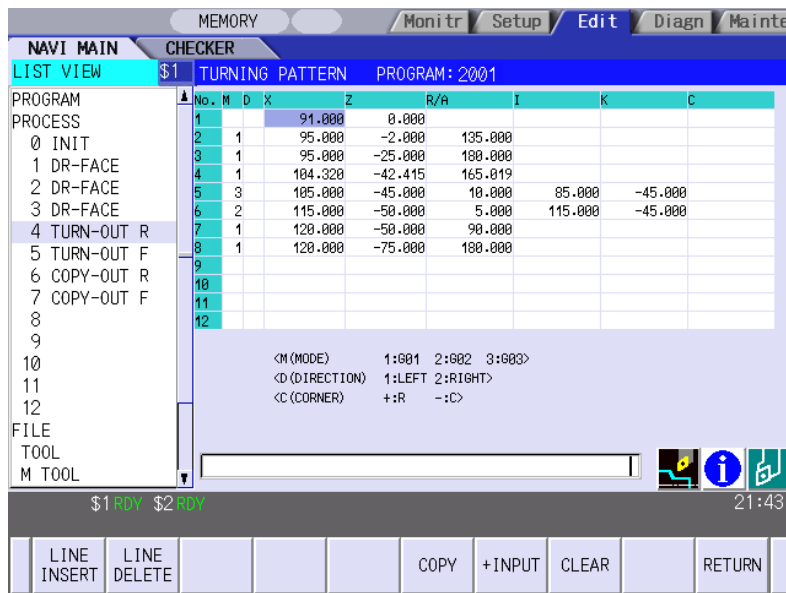 MEMORY
Monitr Setup Edit Diagn Mainte
NAVI MAIN CHECKER
LIST VIEW $1 TURNING PATTERN PROGRAM:2001
PROGRAM
PROCESS
0 INIT
1 DR-FACE
2 DR-FACE
3 DR-FACE
4 TURN-OUT R
5 TURN-OUT F
6 COPY-OUT R
7 COPY-OUT F
8
9
10
11
12
FILE
TOOL
M TOOL
No. M D X Z R/A I K C
1 91.000 0.000
2 1 95.000 -2.000 135.000
3 1 95.000 -25.000 180.000
4 1 104.320 -42.415 165.019
5 3 105.000 -45.000 10.000 85.000 -45.000
6 2 115.000 -50.000 5.000 115.000 -45.000
7 1 120.000 -50.000 90.000
8 1 120.000 -75.000 180.000
9
10
11
12
<M(MODE) 1:G01 2:G02 3:G03>
<D(DIRECTION) 1:LEFT 2:RIGHT>
<C(CORNER) +:R -:C>
i
$1 RDY $2 RDY 21:43
LINE INSERT
LINE DELETE
COPY
+INPUT
CLEAR
RETURN